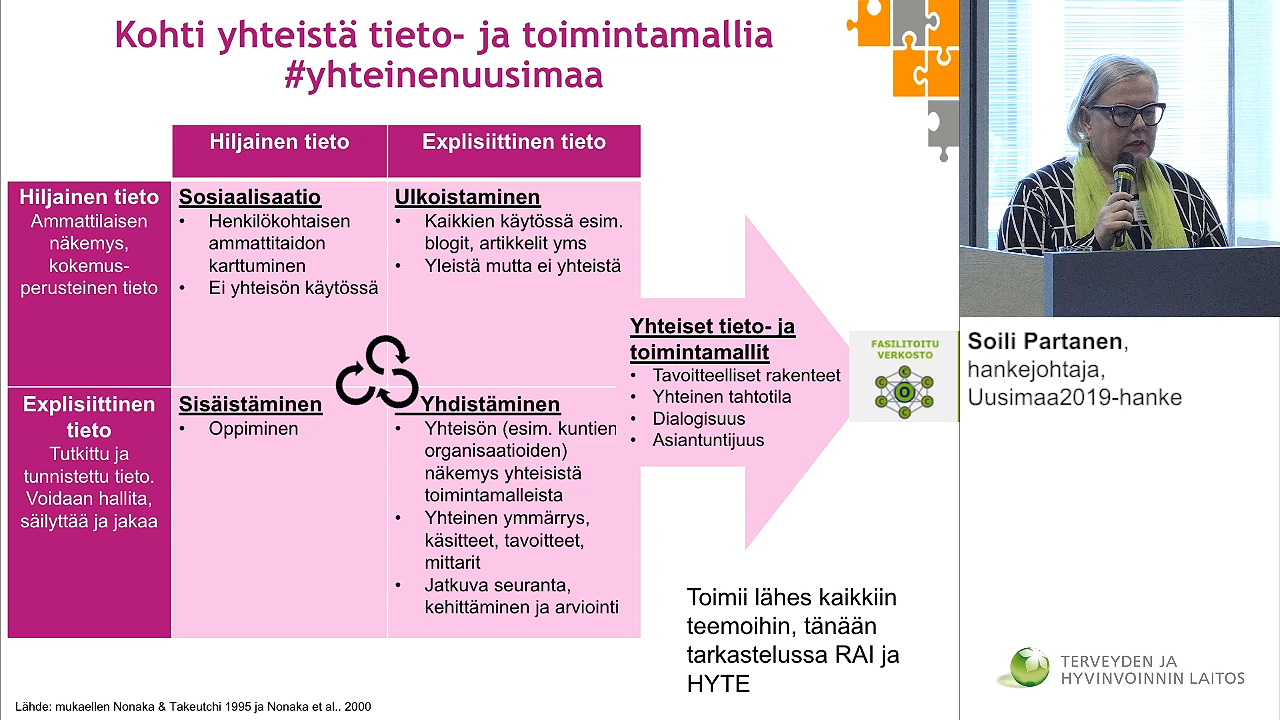 Kohti yhteistä tieto- ja toimintamallia
#yhteinenuusimaa
Hiljainen tieto
Explisiittinen tieto
Hiljainen tieto
Ammattilaisen
näkemys,
kokemus-
perusteinen tieto
Sosiaalisaatio
• Henkilökohtaisen
ammattitaidon
karttuminen
• Ei yhteisön käytössä
Ulkoistaminen
• Kaikkien käytössä esim.
blogit, artikkelit yms
• Yleistä mutta ei yhteistä
Explisiittinen
tieto
Tutkittu ja
tunnistettu tieto.
Voidaan hallita,
säilyttää ja jakaa
Sisäistäminen
• Oppiminen
Yhdistäminen
• Yhteisön (esim. kuntien
organisaatioiden)
näkemys yhteisistä
toimintamalleista
• Yhteinen ymmärrys,
käsitteet, tavoitteet,
mittarit
• Jatkuva seuranta,
kehittäminen ja arviointi
Yhteiset tieto- ja
toimintamallit
• Tavoitteelliset rakenteet
• Yhteinen tahtotila
• Dialogisuus
• Asiantuntijuus
FASILITOITU
VERKOSTO
C
C
C
O
C
C
C
Toimii lähes kaikkiin
teemoihin, tänään
tarkastelussa RAI ja
HYTE
Lähde: mukaellen Nonaka & Takeutchi 1995 ja Nonaka et al.. 2000
Soili Partanen,
hankejohtaja,
Uusimaa2019-hanke
TERVEYDEN JA
HYVINVOINNIN LAITOS